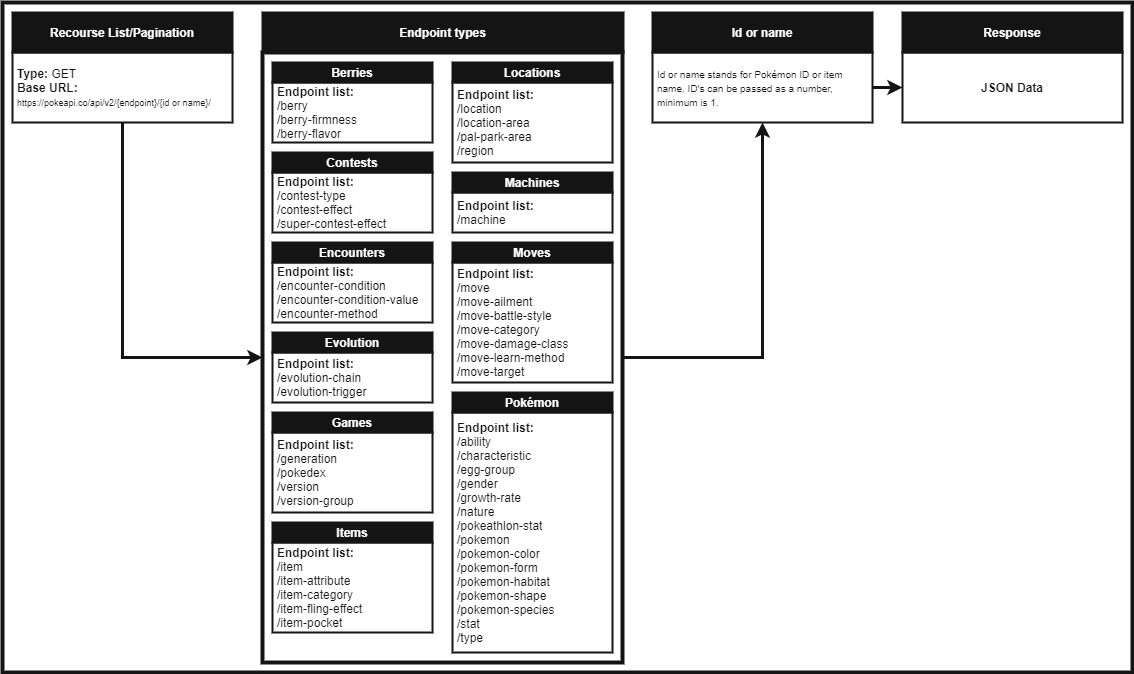 Recourse List/Pagination
Type: GET
Base URL:
https://pokeapi.co/api/v2/{endpoint}/{id or name}/
Endpoint types
Berries
Endpoint list:
/berry
/berry-firmness
/berry-flavor
Contests
Endpoint list:
/contest-type
/contest-effect
/super-contest-effect
Encounters
Endpoint list:
/encounter-condition
/encounter-condition-value
/encounter-method
Evolution
Endpoint list:
/evolution-chain
/evolution-trigger
Games
Endpoint list:
/generation
/pokedex
/version
/version-group
Items
Endpoint list:
/item
/item-attribute
/item-category
/item-fling-effect
/item-pocket
Locations
Endpoint list:
/location
/location-area
/pal-park-area
/region
Machines
Endpoint list:
/machine
Moves
Endpoint list:
/move
/move-ailment
/move-battle-style
/move-category
/move-damage-class
/move-learn-method
/move-target
Pokémon
Endpoint list:
/ability
/characteristic
/egg-group
/gender
/growth-rate
/nature
/pokeathlon-stat
/pokemon
/pokemon-color
/pokemon-form
/pokemon-habitat
/pokemon-shape
/pokemon-species
/stat
/type
Id or name
Id or name stands for Pokémon ID or item
name. ID's can be passed as a number,
minimum is 1.
Response
JSON Data